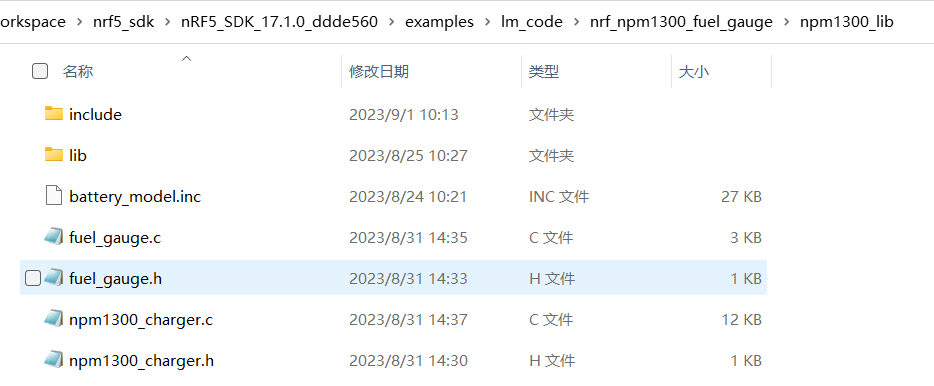 orkspace > nrf5_sdk > nRF5_SDK_17.1.0_ddde560 > examples > lm_code > nrf_npm1300_fuel_gauge > npm1300_lib
名称 修改日期 类型 大小
include 2023/9/1 10:13 文件夹
lib 2023/8/25 10:27 文件夹
battery_model.inc 2023/8/24 10:21 INC 文件 27 KB
fuel_gauge.c 2023/8/31 14:35 C 文件 3 KB
fuel_gauge.h 2023/8/31 14:33 H 文件 1 KB
npm1300_charger.c 2023/8/31 14:37 C 文件 12 KB
npm1300_charger.h 2023/8/31 14:30 H 文件 1 KB